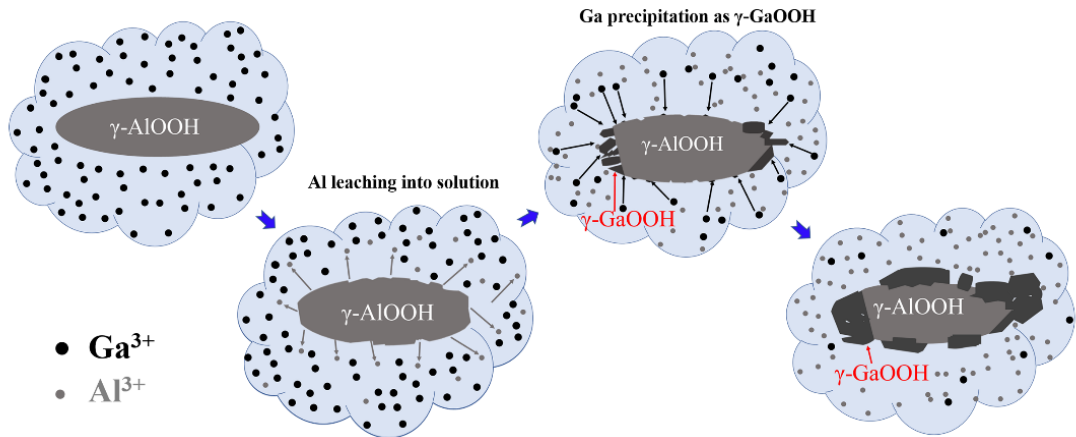 Ga precipitation as γ-GaOOH
γ-AlOOH
γ-AlOOH
Al leaching into solution
γ-GaOOH
γ-AlOOH
γ-AlOOH
Ga³⁺
Al³⁺
γ-GaOOH